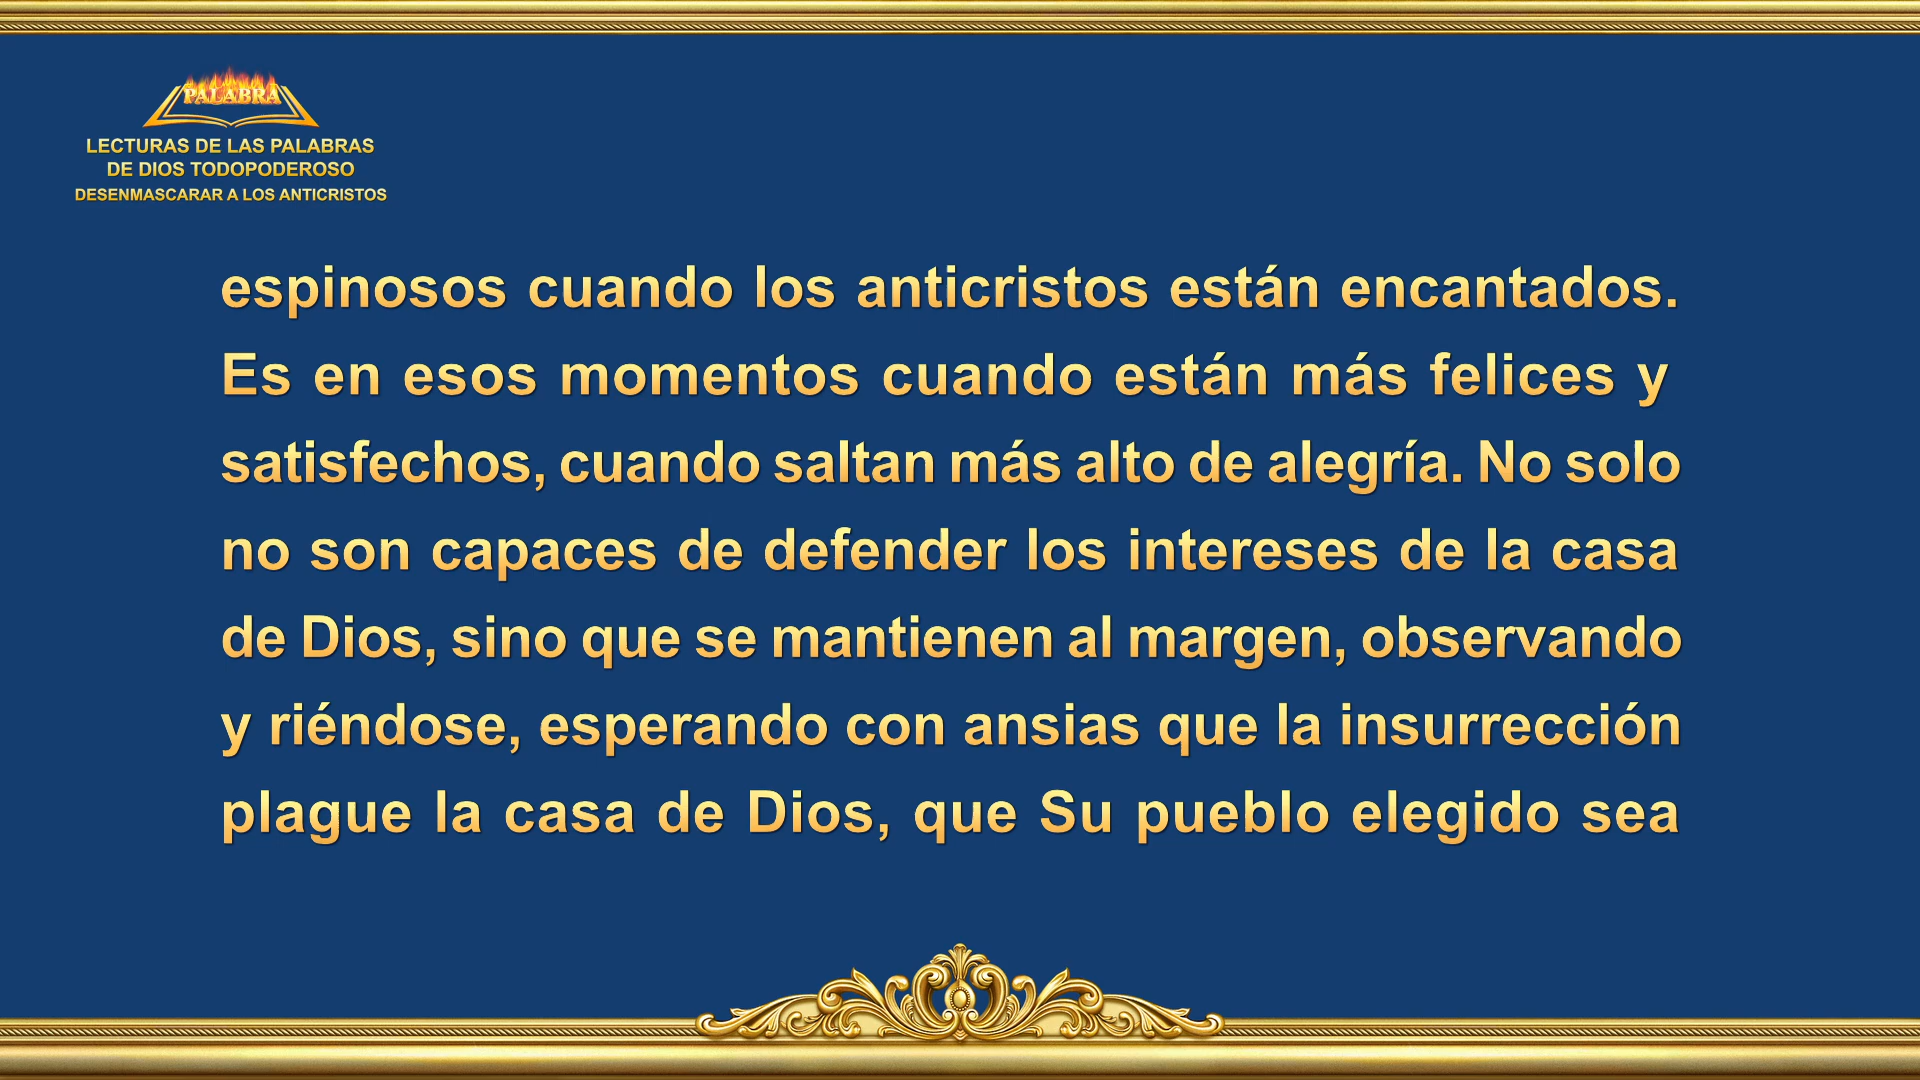 PALABRA
LECTURAS DE LAS PALABRAS
DE DIOS TODOPODEROSO
DESENMASCARAR A LOS ANTICRISTOS
espinosos cuando los anticristos están encantados.
Es en esos momentos cuando están más felices y
satisfechos, cuando saltan más alto de alegría. No solo
no son capaces de defender los intereses de la casa
de Dios, sino que se mantienen al margen, observando
y riéndose, esperando con ansias que la insurrección
plague la casa de Dios, que Su pueblo elegido sea